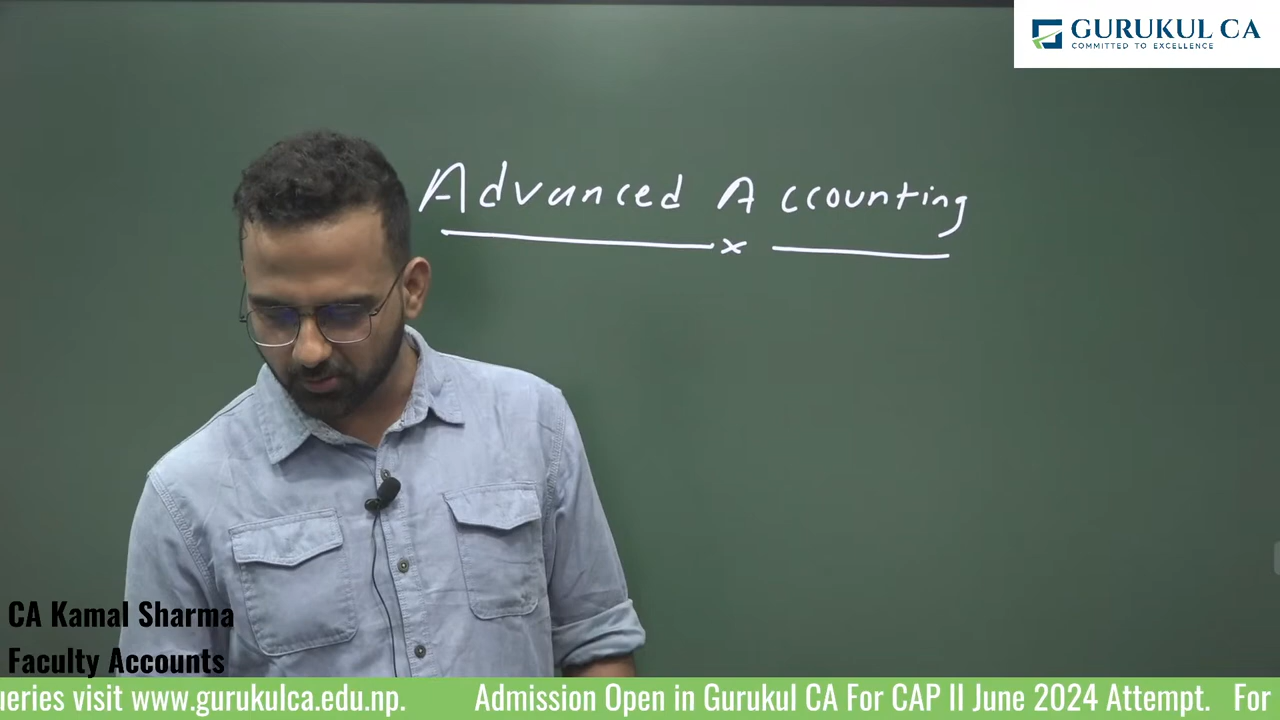 GURUKUL CA
COMMITTED TO EXCELLENCE
Advanced Accounting
x
CA Kamal Sharma
Faculty Accounts
visit www.gurukulca.edu.np. Admission Open in Gurukul CA For CAP II June 2024 Attempt. For